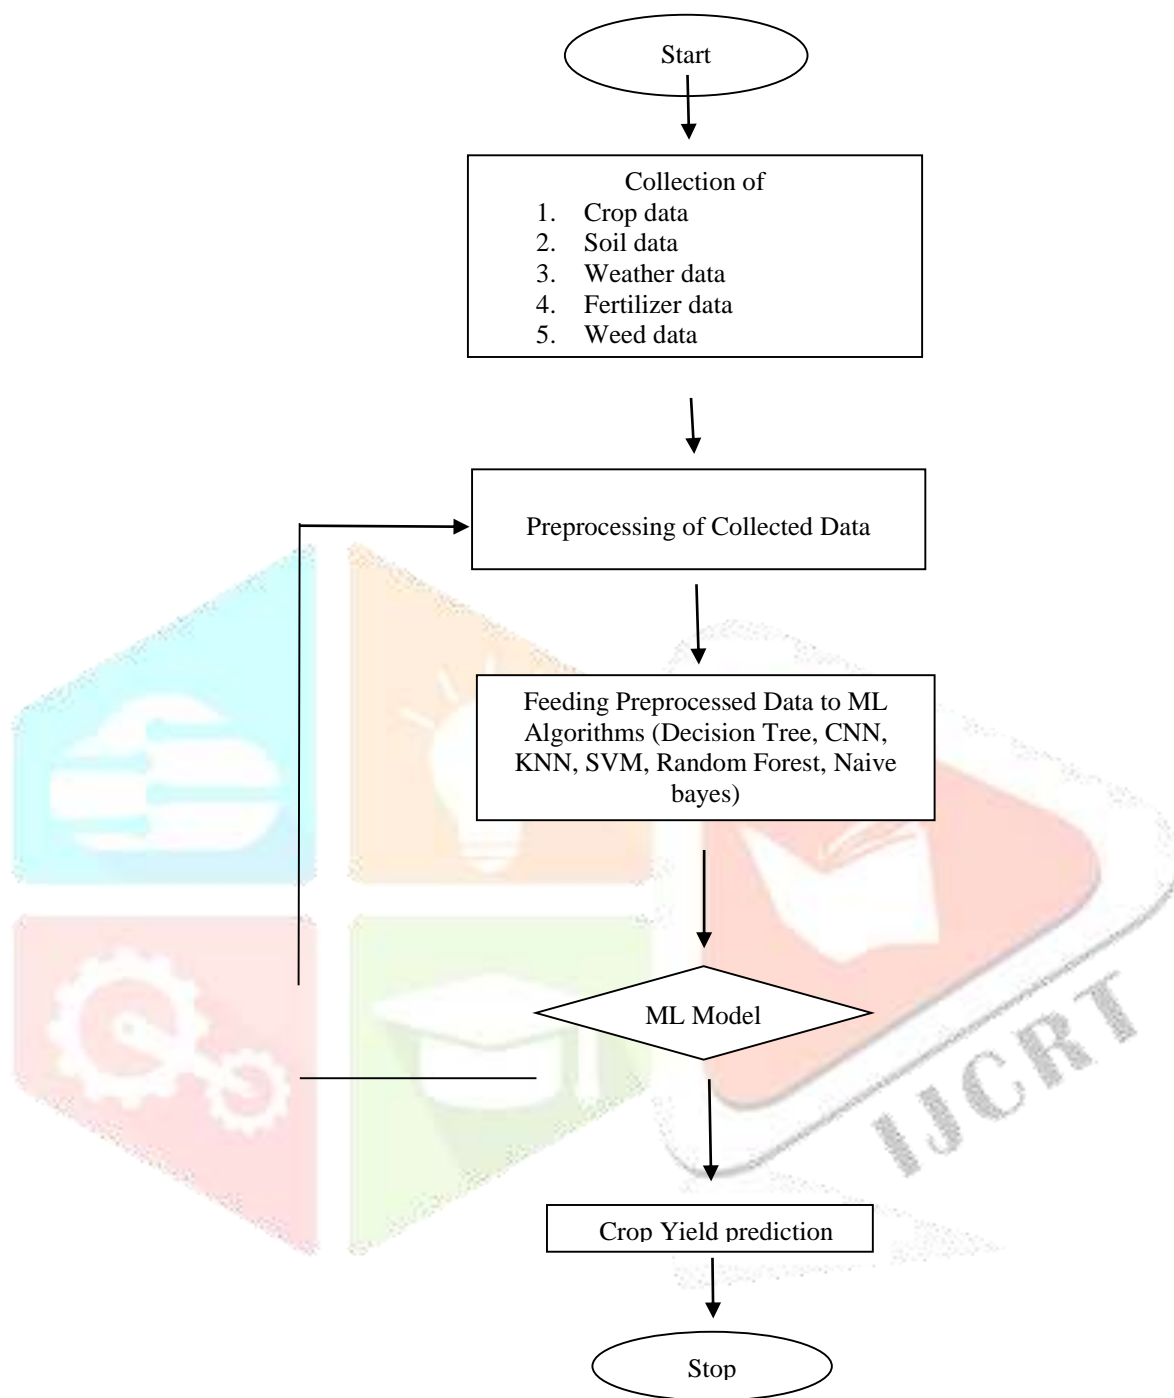 Start
Collection of
1. Crop data
2. Soil data
3. Weather data
4. Fertilizer data
5. Weed data
Preprocessing of Collected Data
Feeding Preprocessed Data to ML
Algorithms (Decision Tree, CNN,
KNN, SVM, Random Forest, Naive
bayes)
ML Model
IJCRT
Crop Yield prediction
Stop